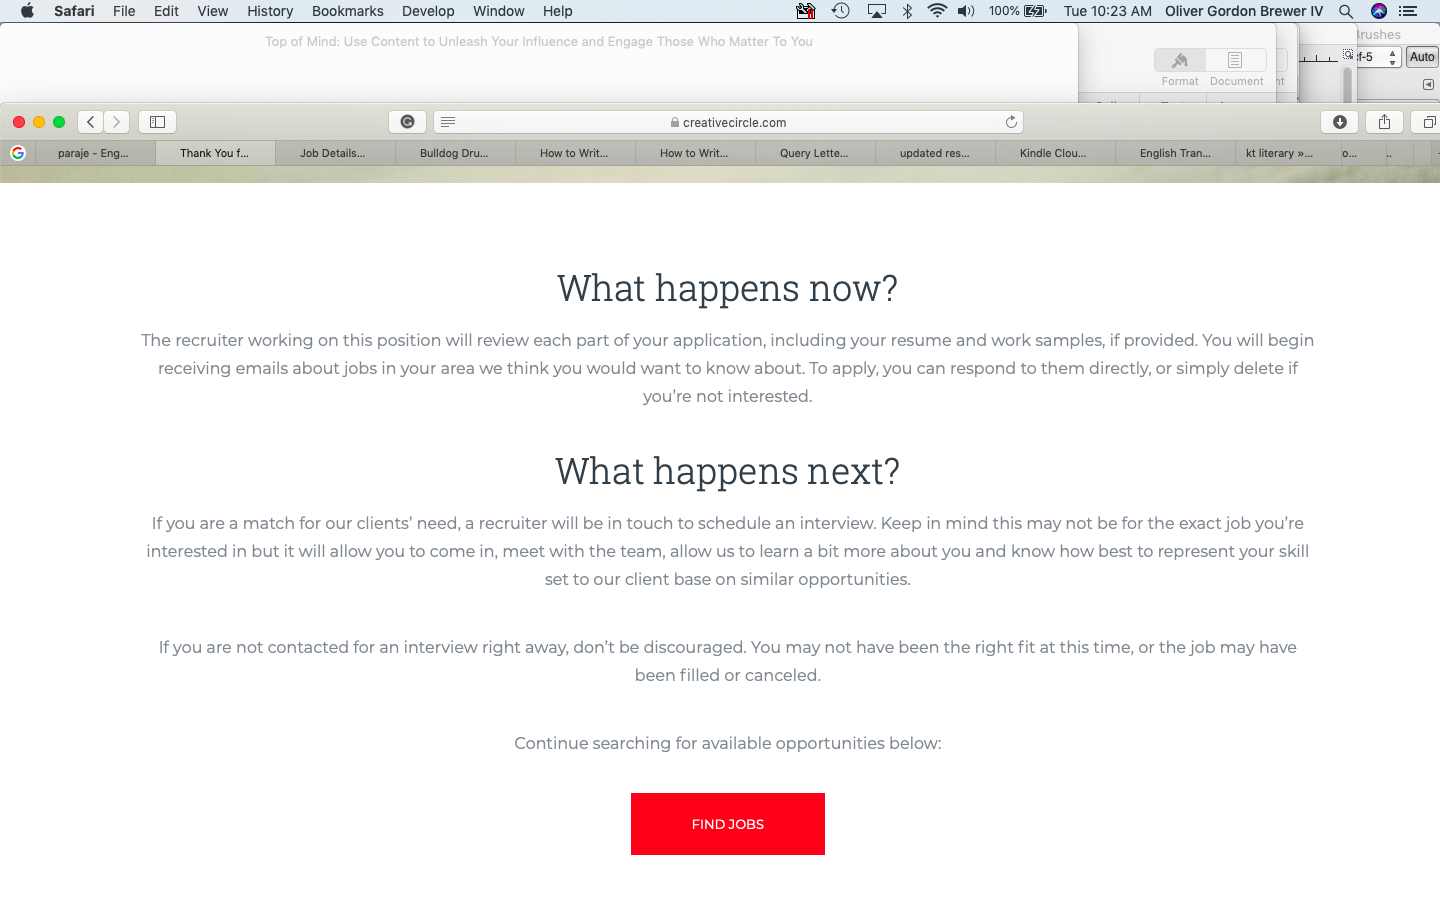 Safari File Edit View History Bookmarks Develop Window Help 100% Tue 10:23 AM Oliver Gordon Brewer IV
Top of Mind: Use Content to Unleash Your Influence and Engage Those Who Matter To You
Brushes
cf-5 Auto
Format Document nt
creativecircle.com
paraje - Eng... Thank You f... Job Details... Bulldog Dru... How to Writ... How to Writ... Query Lette... updated res... Kindle Clou... English Tran... kt literary »... o... ..
What happens now?
The recruiter working on this position will review each part of your application, including your resume and work samples, if provided. You will begin
receiving emails about jobs in your area we think you would want to know about. To apply, you can respond to them directly, or simply delete if
you’re not interested.
What happens next?
If you are a match for our clients’ need, a recruiter will be in touch to schedule an interview. Keep in mind this may not be for the exact job you’re
interested in but it will allow you to come in, meet with the team, allow us to learn a bit more about you and know how best to represent your skill
set to our client base on similar opportunities.
If you are not contacted for an interview right away, don’t be discouraged. You may not have been the right fit at this time, or the job may have
been filled or canceled.
Continue searching for available opportunities below:
FIND JOBS